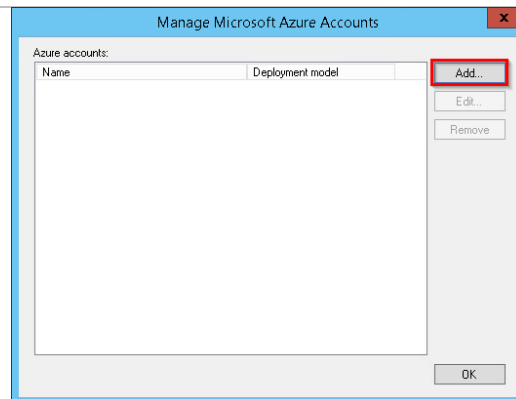 Manage Microsoft Azure Accounts
x
Azure accounts:
Name Deployment model
Add...
Edit...
Remove
OK